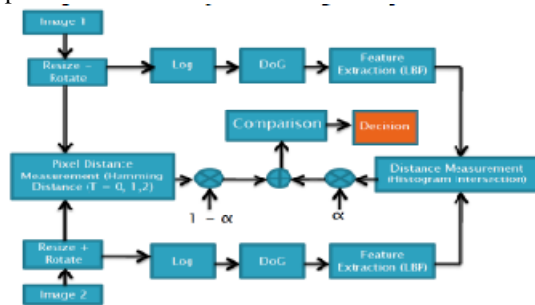 Image 1
Resize –
Rotate
Log
DoG
Feature
Extraction (LBP)
Comparison
Decision
Pixel Distance
Measurement (Hamming
Distance (T = 0, 1,2)
Distance Measurement
(Histogram Intersection)
1 – α
α
Resize +
Rotate
Log
DoG
Feature
Extraction (LBP)
Image 2